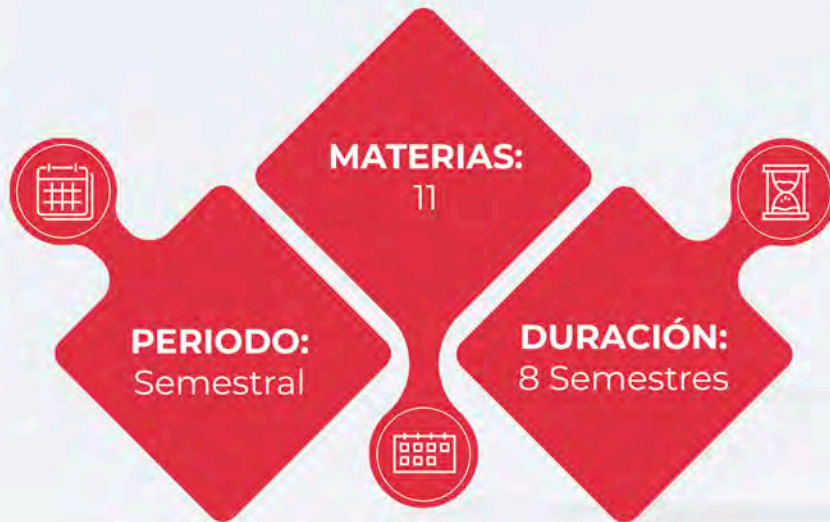 MATERIAS:
11
PERIODO:
Semestral
DURACIÓN:
8 Semestres